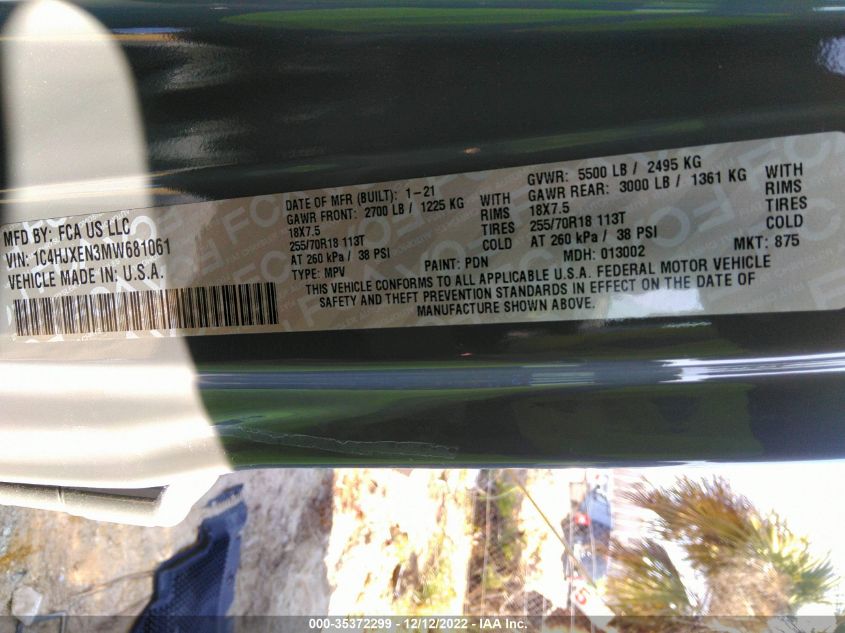 MFD BY: FCA US LLC
VIN: 1C4HJXEN3MW681061
VEHICLE MADE IN U.S.A.
DATE OF MFR (BUILT): 1-21
GAWR FRONT: 2700 LB / 1225 KG WITH
18X7.5 RIMS
255/70R18 113T TIRES
AT 260 kPa / 38 PSI COLD
TYPE: MPV PAINT: PDN
GVWR: 5500 LB / 2495 KG
GAWR REAR: 3000 LB / 1361 KG WITH
18X7.5 RIMS
255/70R18 113T TIRES
AT 260 kPa / 38 PSI COLD
MDH: 013002 MKT: 875
THIS VEHICLE CONFORMS TO ALL APPLICABLE U.S.A. FEDERAL MOTOR VEHICLE
SAFETY AND THEFT PREVENTION STANDARDS IN EFFECT ON THE DATE OF
MANUFACTURE SHOWN ABOVE.
000-35372299 - 12/12/2022 - IAA Inc.